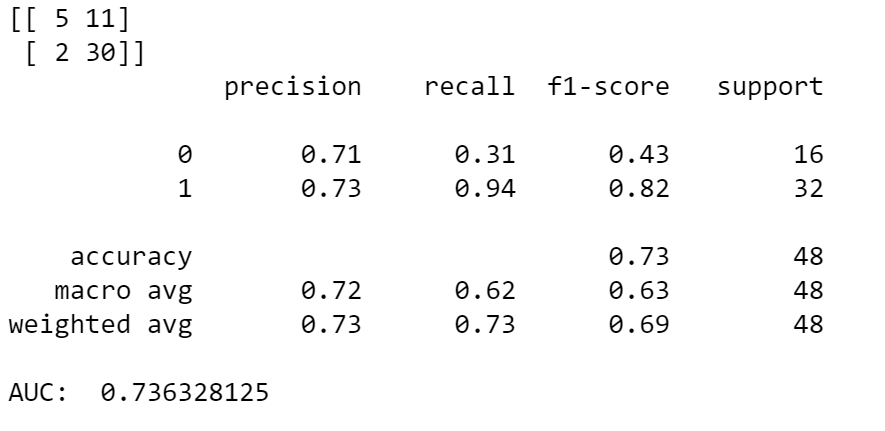 [[ 5 11]
 [ 2 30]]
              precision    recall  f1-score   support

           0       0.71      0.31      0.43        16
           1       0.73      0.94      0.82        32

    accuracy                           0.73        48
   macro avg       0.72      0.62      0.63        48
weighted avg       0.73      0.73      0.69        48

AUC:  0.736328125